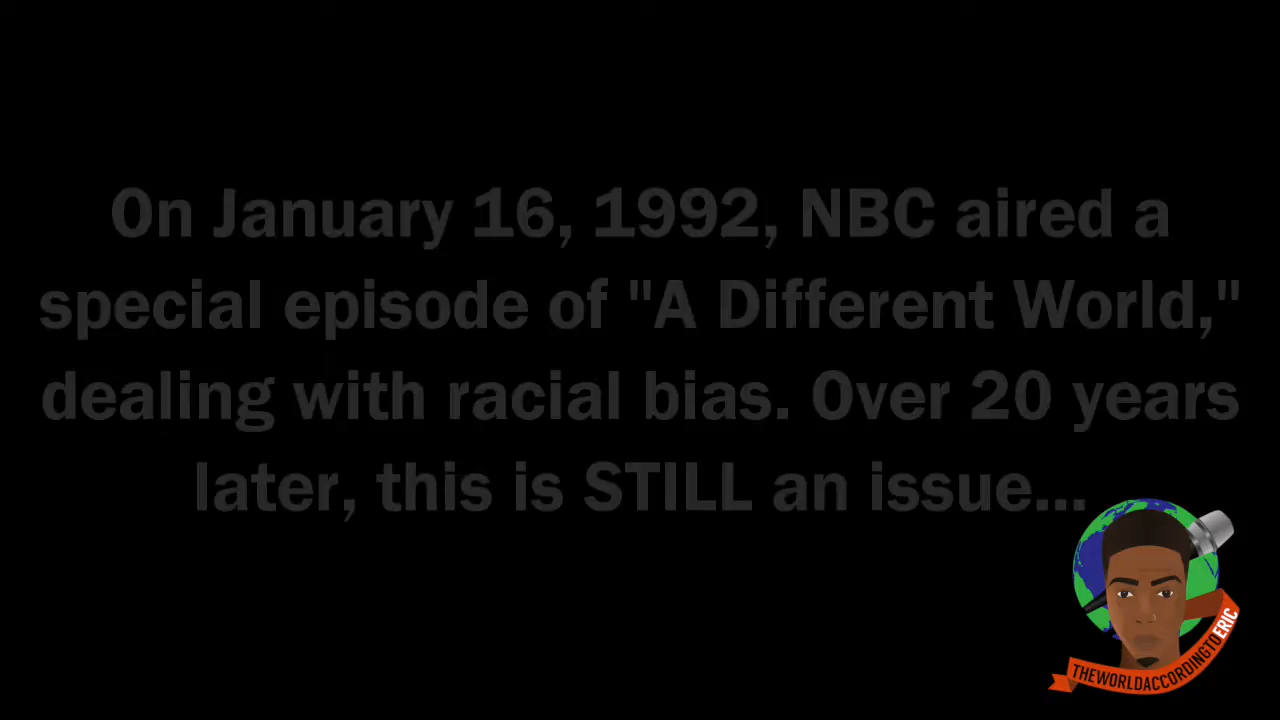 On January 16, 1992, NBC aired a
special episode of "A Different World,"
dealing with racial bias. Over 20 years
later, this is STILL an issue...
THEWORLDACCORDINGTOERIC